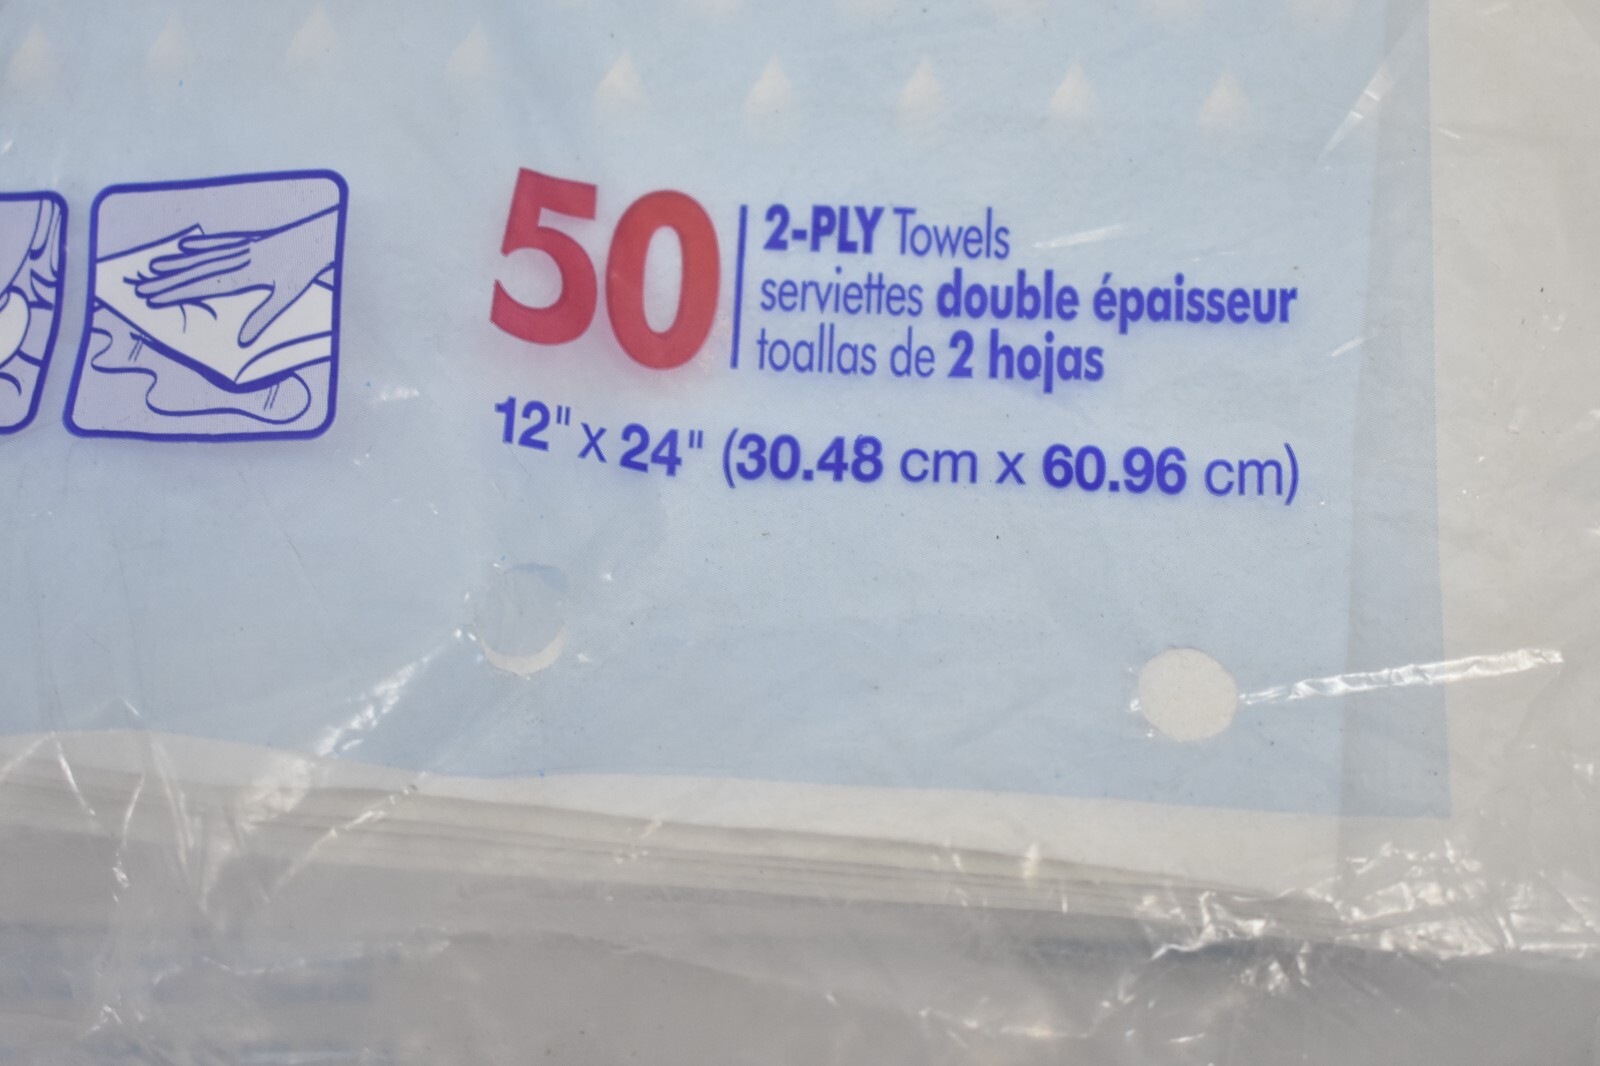 50
2-PLY Towels
serviettes double épaisseur
toallas de 2 hojas
12" x 24" (30.48 cm x 60.96 cm)